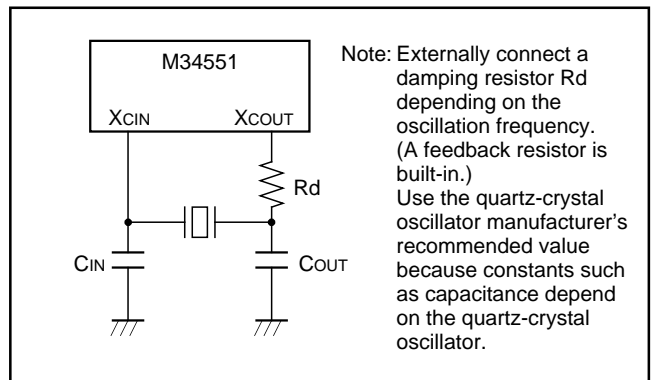 M34551
XCIN
XCOUT
Rd
CIN
COUT
Note: Externally connect a
damping resistor Rd
depending on the
oscillation frequency.
(A feedback resistor is
built-in.)
Use the quartz-crystal
oscillator manufacturer's
recommended value
because constants such
as capacitance depend
on the quartz-crystal
oscillator.